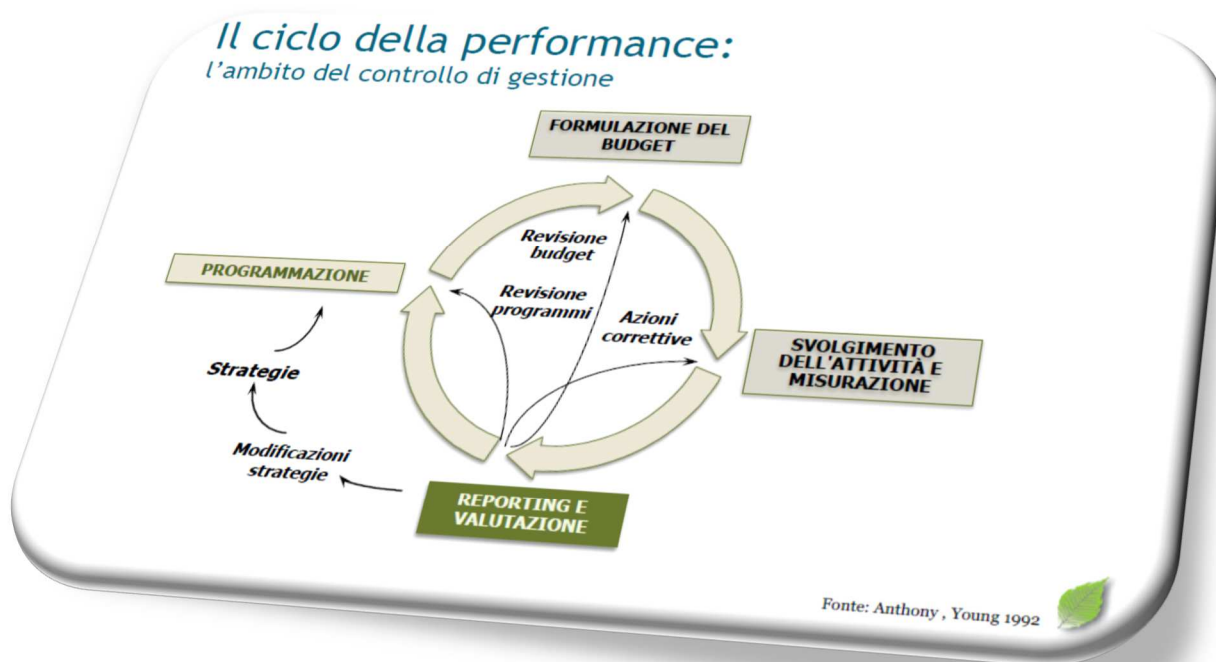 Il ciclo della performance:
l'ambito del controllo di gestione
FORMULAZIONE DEL
BUDGET
Revisione
budget
PROGRAMMAZIONE
Revisione
programmi
Azioni
correttive
SVOLGIMENTO
DELL'ATTIVITÀ E
MISURAZIONE
Strategie
Modificazioni
strategie
REPORTING E
VALUTAZIONE
Fonte: Anthony , Young 1992